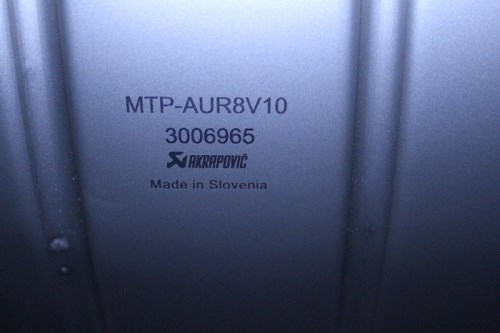 MTP-AUR8V10
3006965
AKRAPOVIČ
Made in Slovenia